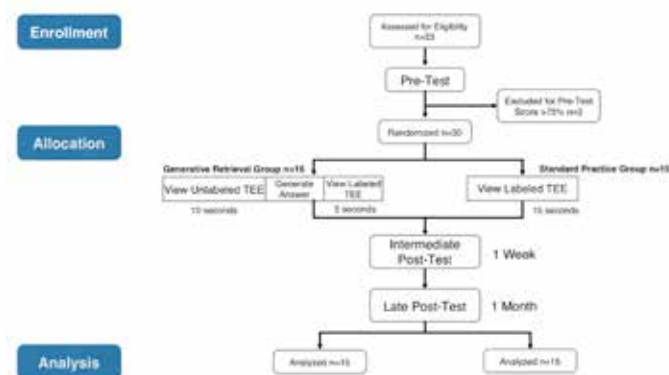 Enrollment
Assessed for Eligibility
n=33
Pre-Test
Excluded for Pre-Test
Score >75% n=3
Allocation
Randomized n=30
Generative Retrieval Group n=15
Standard Practice Group n=15
View Unlabeled TEE
Generate
Answer
View Labeled
TEE
View Labeled TEE
10 seconds
5 seconds
15 seconds
Intermediate
Post-Test
1 Week
Late Post-Test
1 Month
Analysis
Analyzed n=15
Analyzed n=15